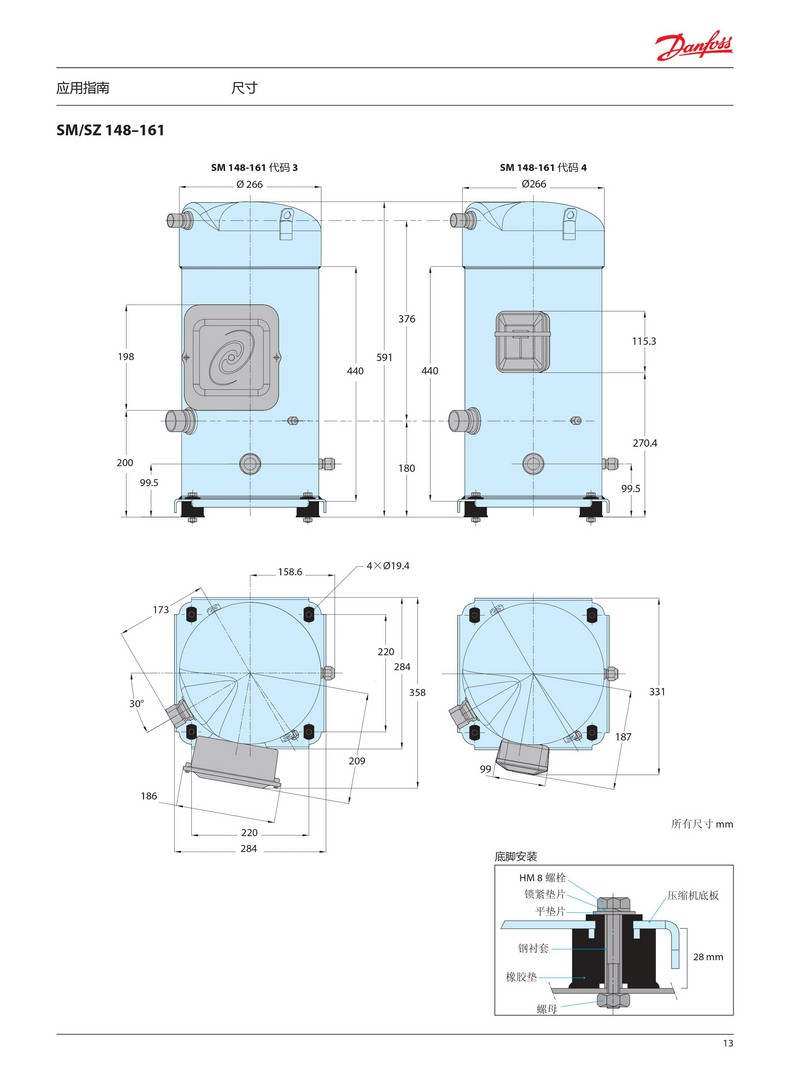 Danfoss
应用指南 尺寸
SM/SZ 148–161
SM 148-161 代码 3 SM 148-161 代码 4
Ø 266 Ø266
376
115.3
198 591
440 440
270.4
200 180
99.5 99.5
4×Ø19.4
158.6
173
220
284
358 331
30°
187
209
99
186
所有尺寸 mm
220
284
底脚安装
HM 8 螺栓
锁紧垫片 压缩机底板
平垫片
钢衬套
28 mm
橡胶垫
螺母
13